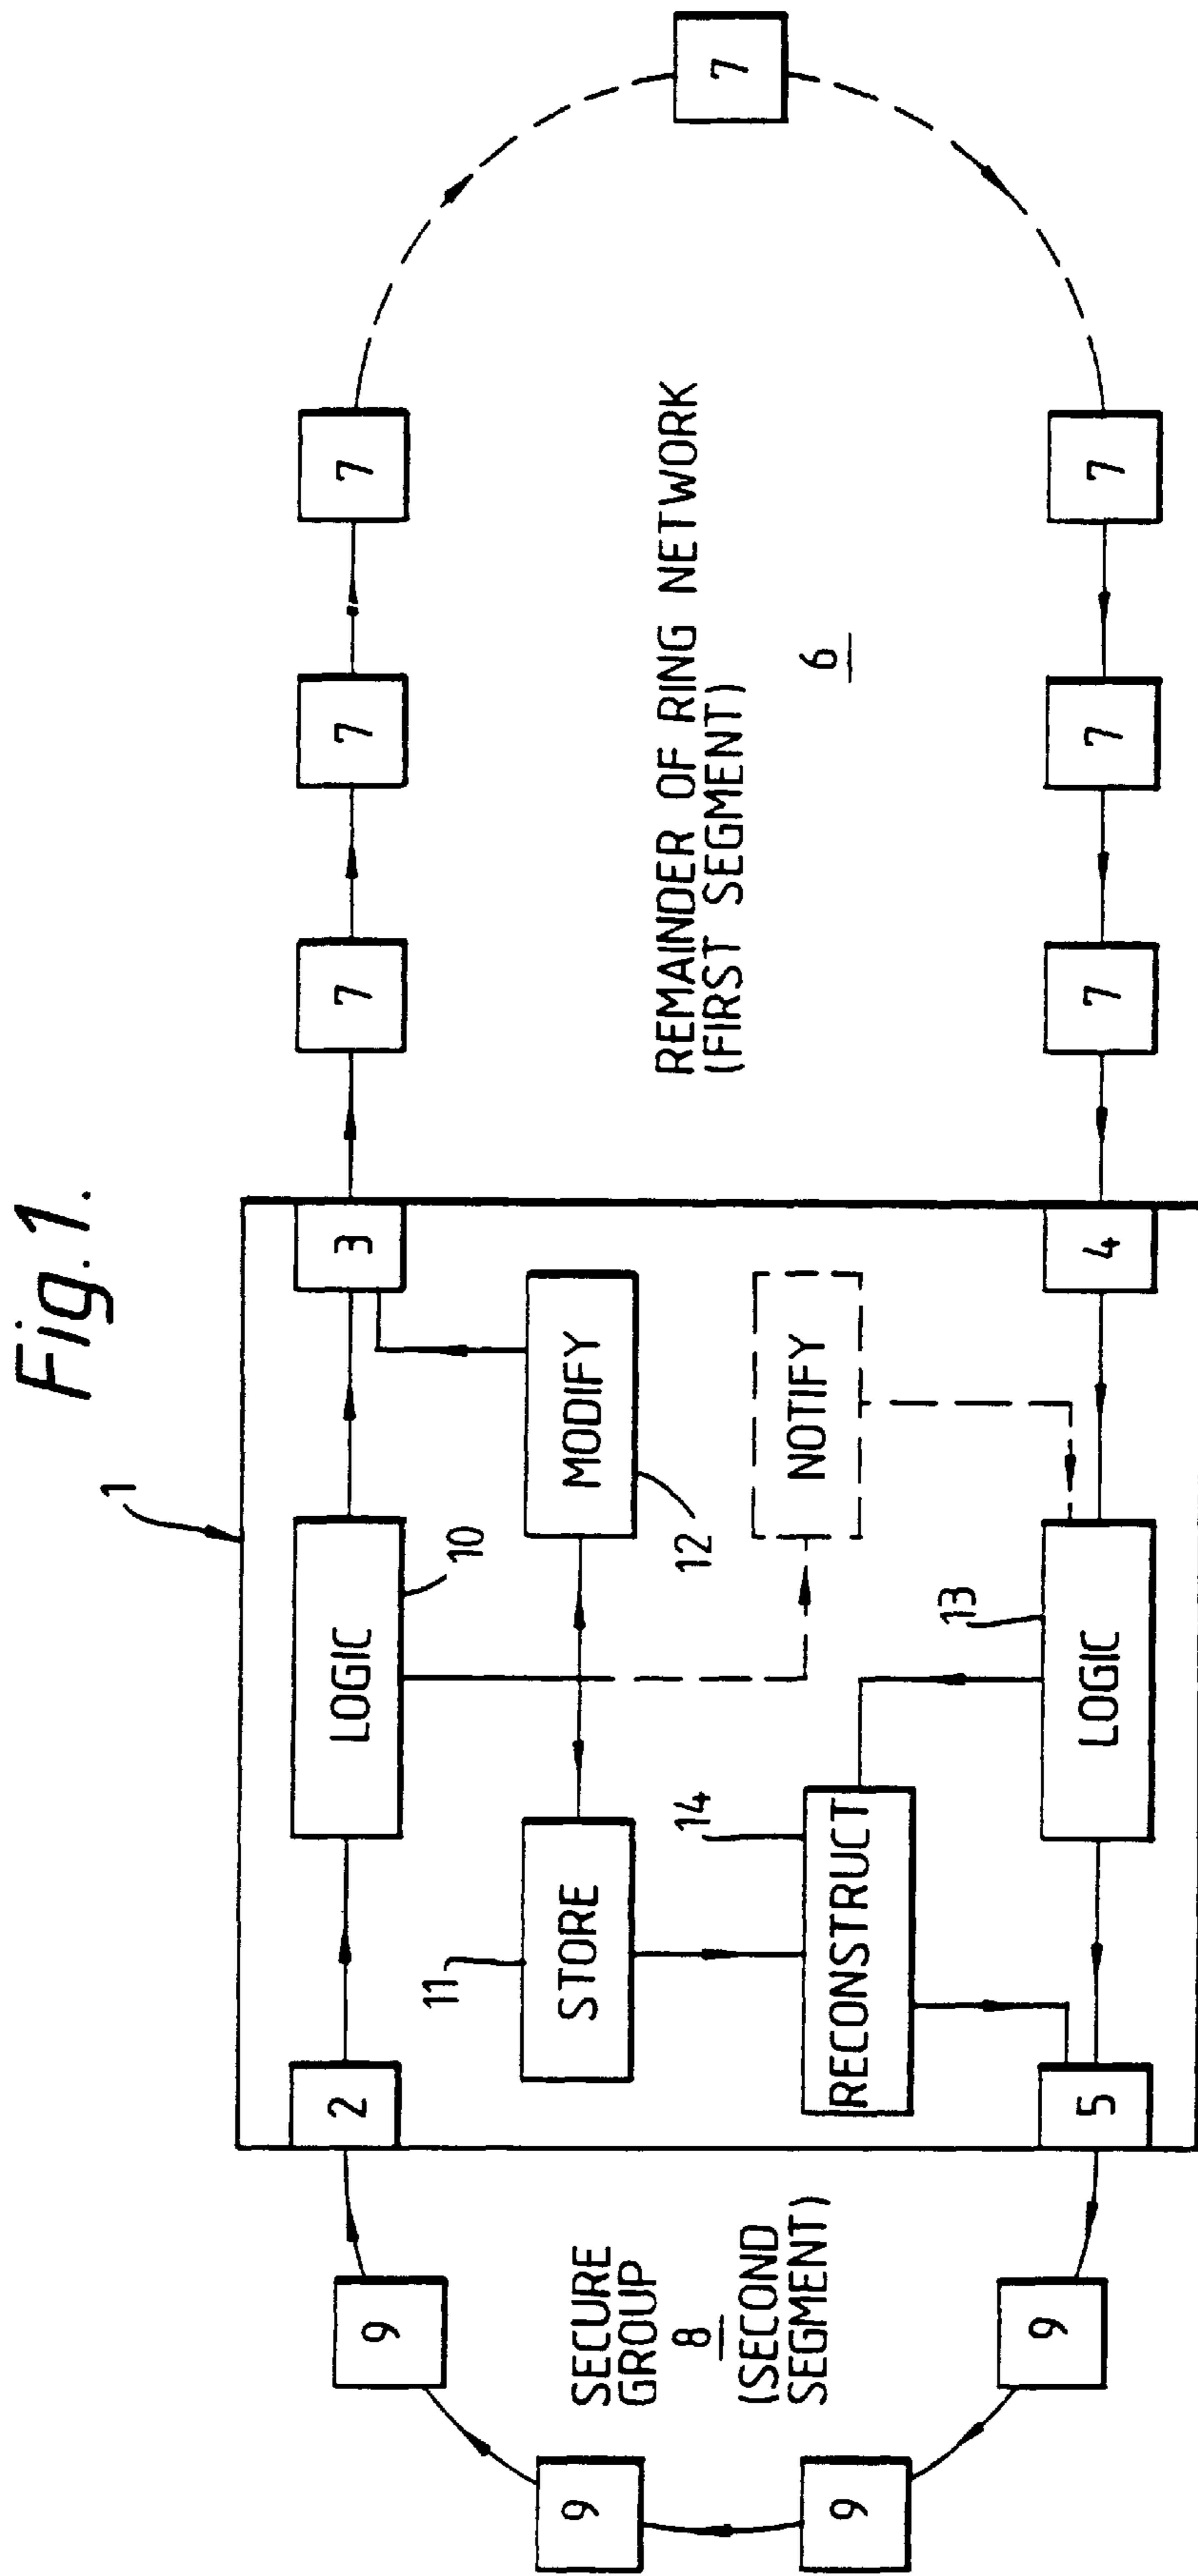 Fig. 1.
1
2
LOGIC
10
3
7
7
7
7
11
STORE
MODIFY
12
NOTIFY
14
RECONSTRUCT
13
LOGIC
5
4
7
7
7
SECURE
GROUP
8
(SECOND
SEGMENT)
9
9
9
9
REMAINDER OF RING NETWORK
(FIRST SEGMENT)
6